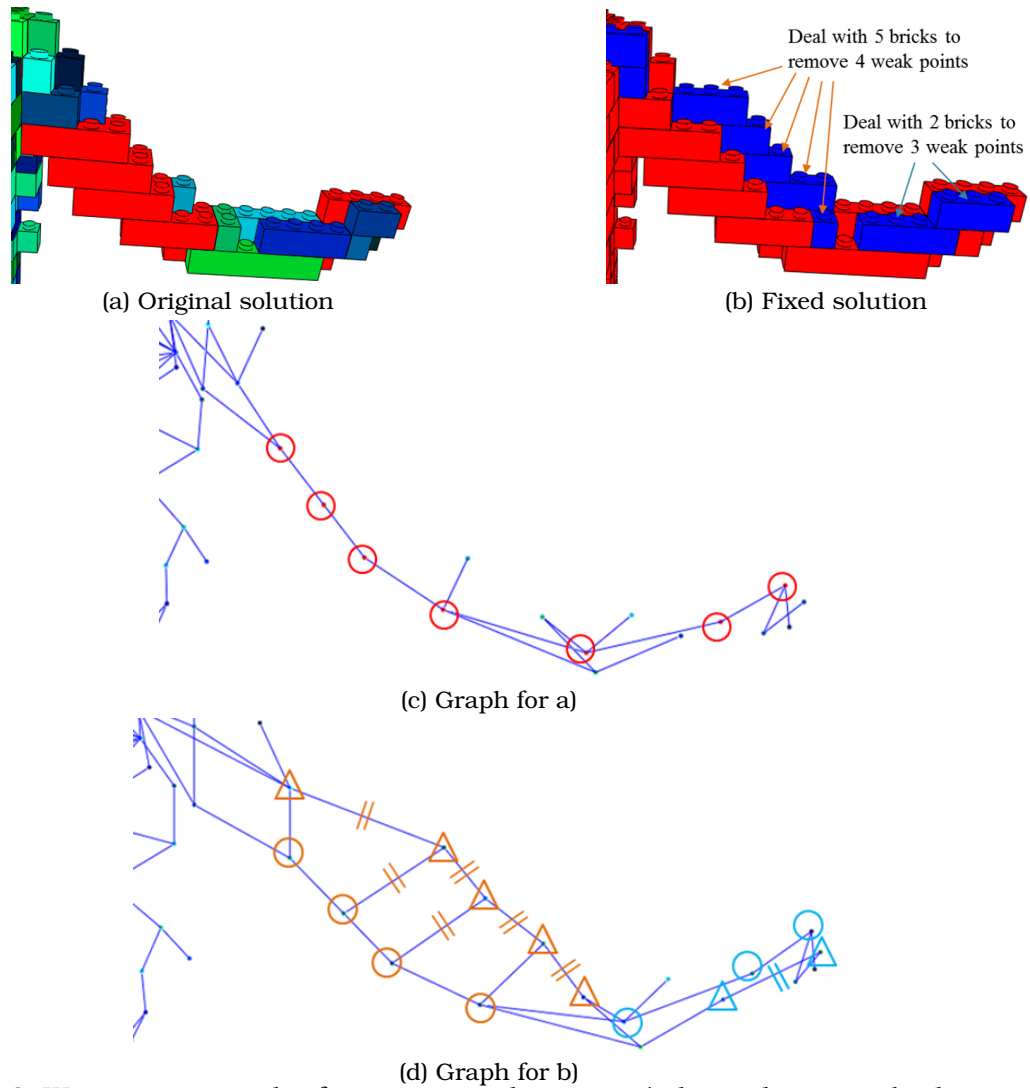 Deal with 5 bricks to
remove 4 weak points
Deal with 2 bricks to
remove 3 weak points
(a) Original solution
(b) Fixed solution
(c) Graph for a)
(d) Graph for b)